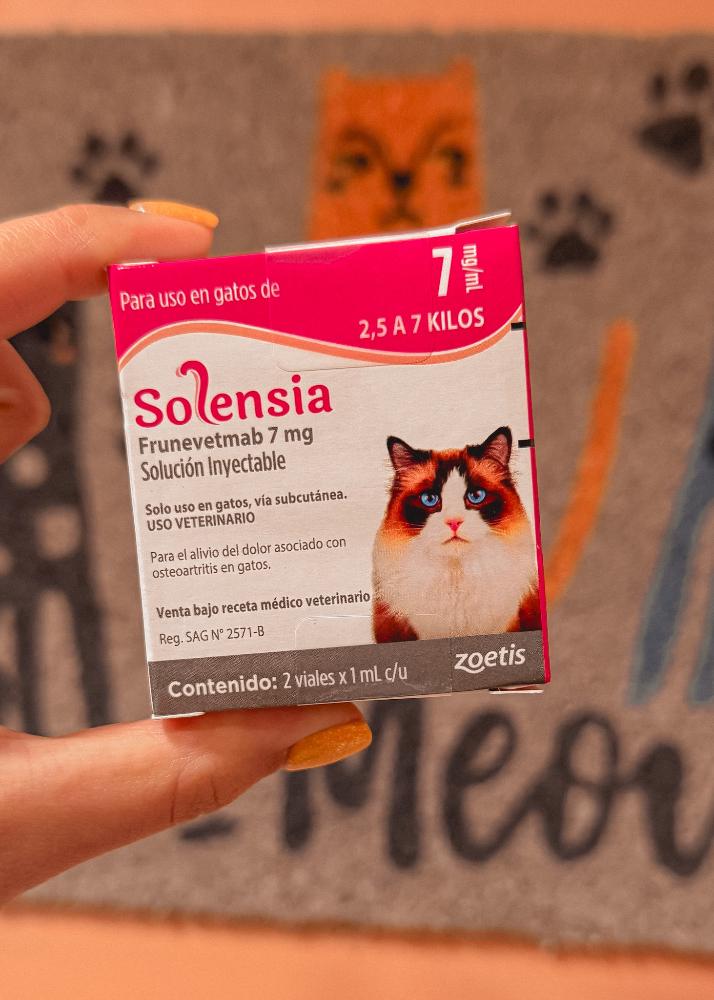 Para uso en gatos de
7 mg/mL
2,5 A 7 KILOS
Solensia
Frunevetmab 7 mg
Solución Inyectable
Solo uso en gatos, vía subcutánea.
USO VETERINARIO
Para el alivio del dolor asociado con
osteoartritis en gatos.
Venta bajo receta médico veterinario
Reg. SAG N° 2571-B
Contenido: 2 viales x 1 mL c/u
zoetis
Meow